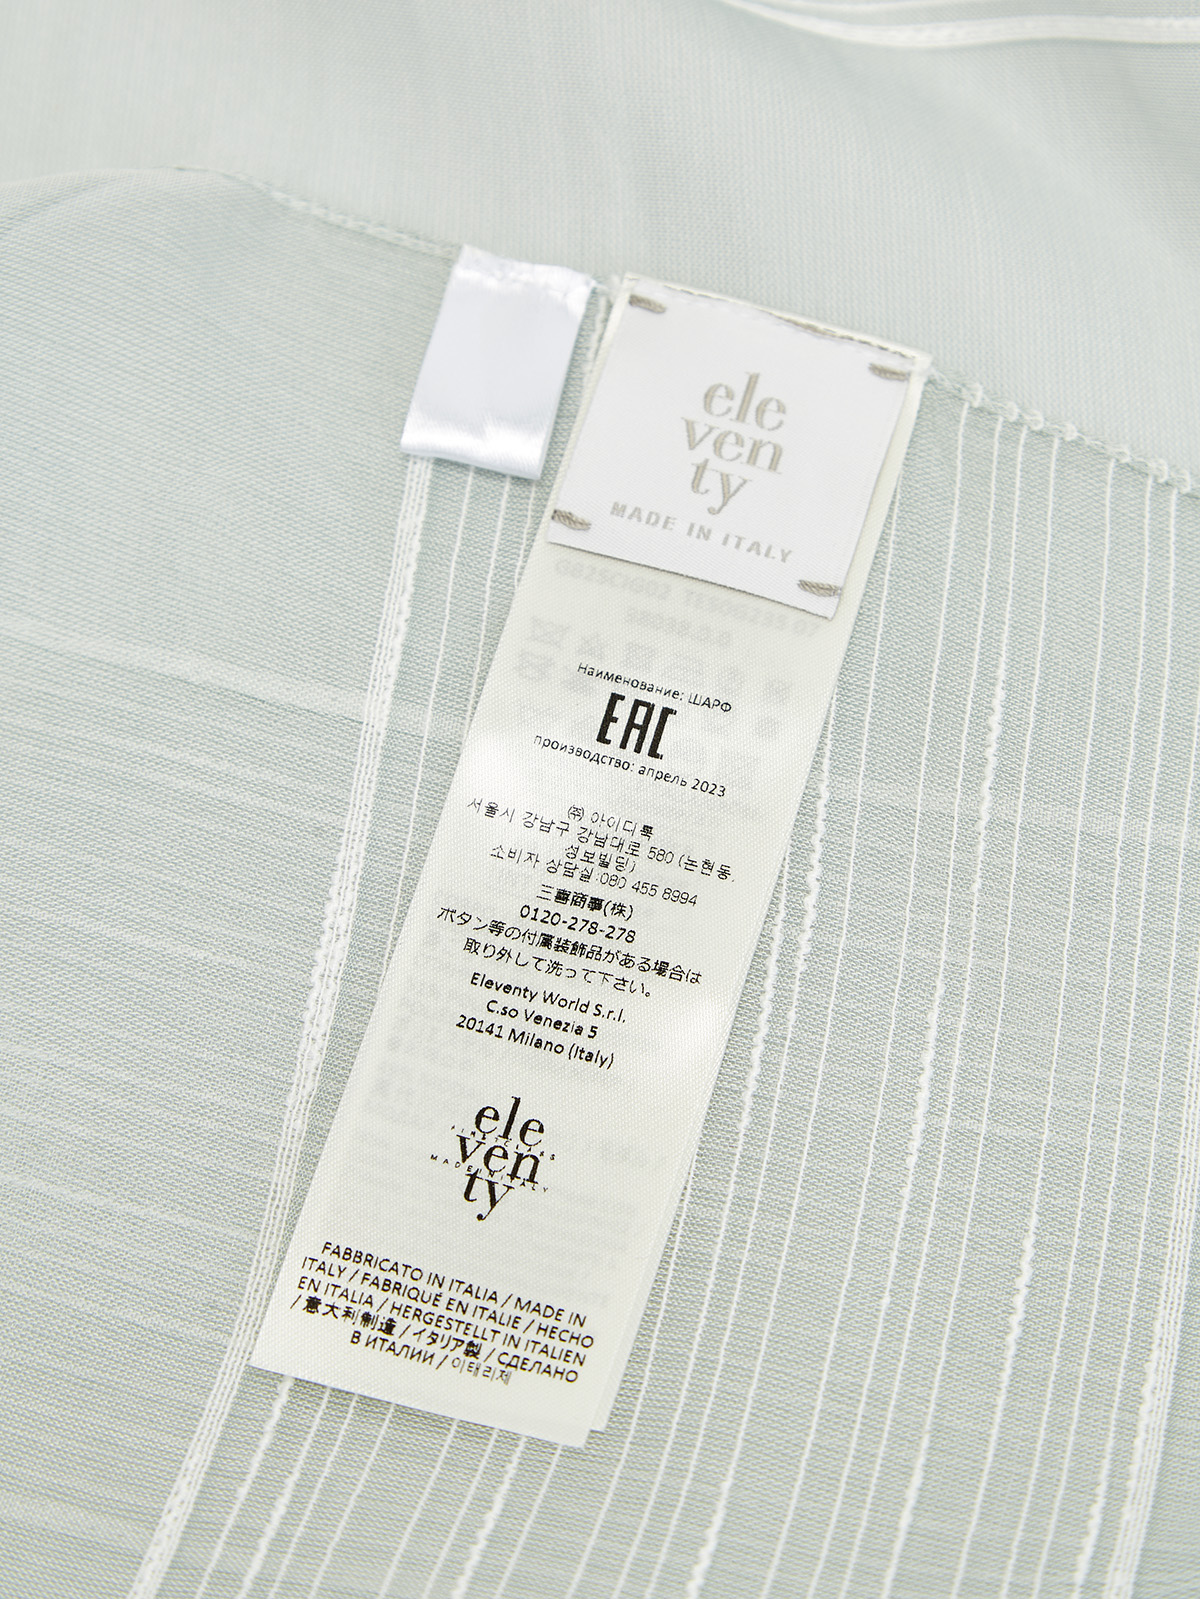 ele
ven
ty
MADE IN ITALY
Наименование: ШАРФ
EAC
производство: апрель 2023
㈜ 아이디룩
서울시 강남구 강남대로 580 (논현동,
성보빌딩)
소비자 상담실:080 455 8994
三喜商事(株)
0120-278-278
ボタン等の付属装飾品がある場合は
取り外して洗って下さい。
Eleventy World S.r.l.
C.so Venezia 5
20141 Milano (Italy)
ele
FIRST CLASS
ven
MADE IN ITALY
ty
FABBRICATO IN ITALIA / MADE IN
ITALY / FABRIQUÉ EN ITALIE / HECHO
EN ITALIA / HERGESTELLT IN ITALIEN
/ 意大利制造 / イタリア製 / СДЕЛАНО
В ИТАЛИИ / 이태리제